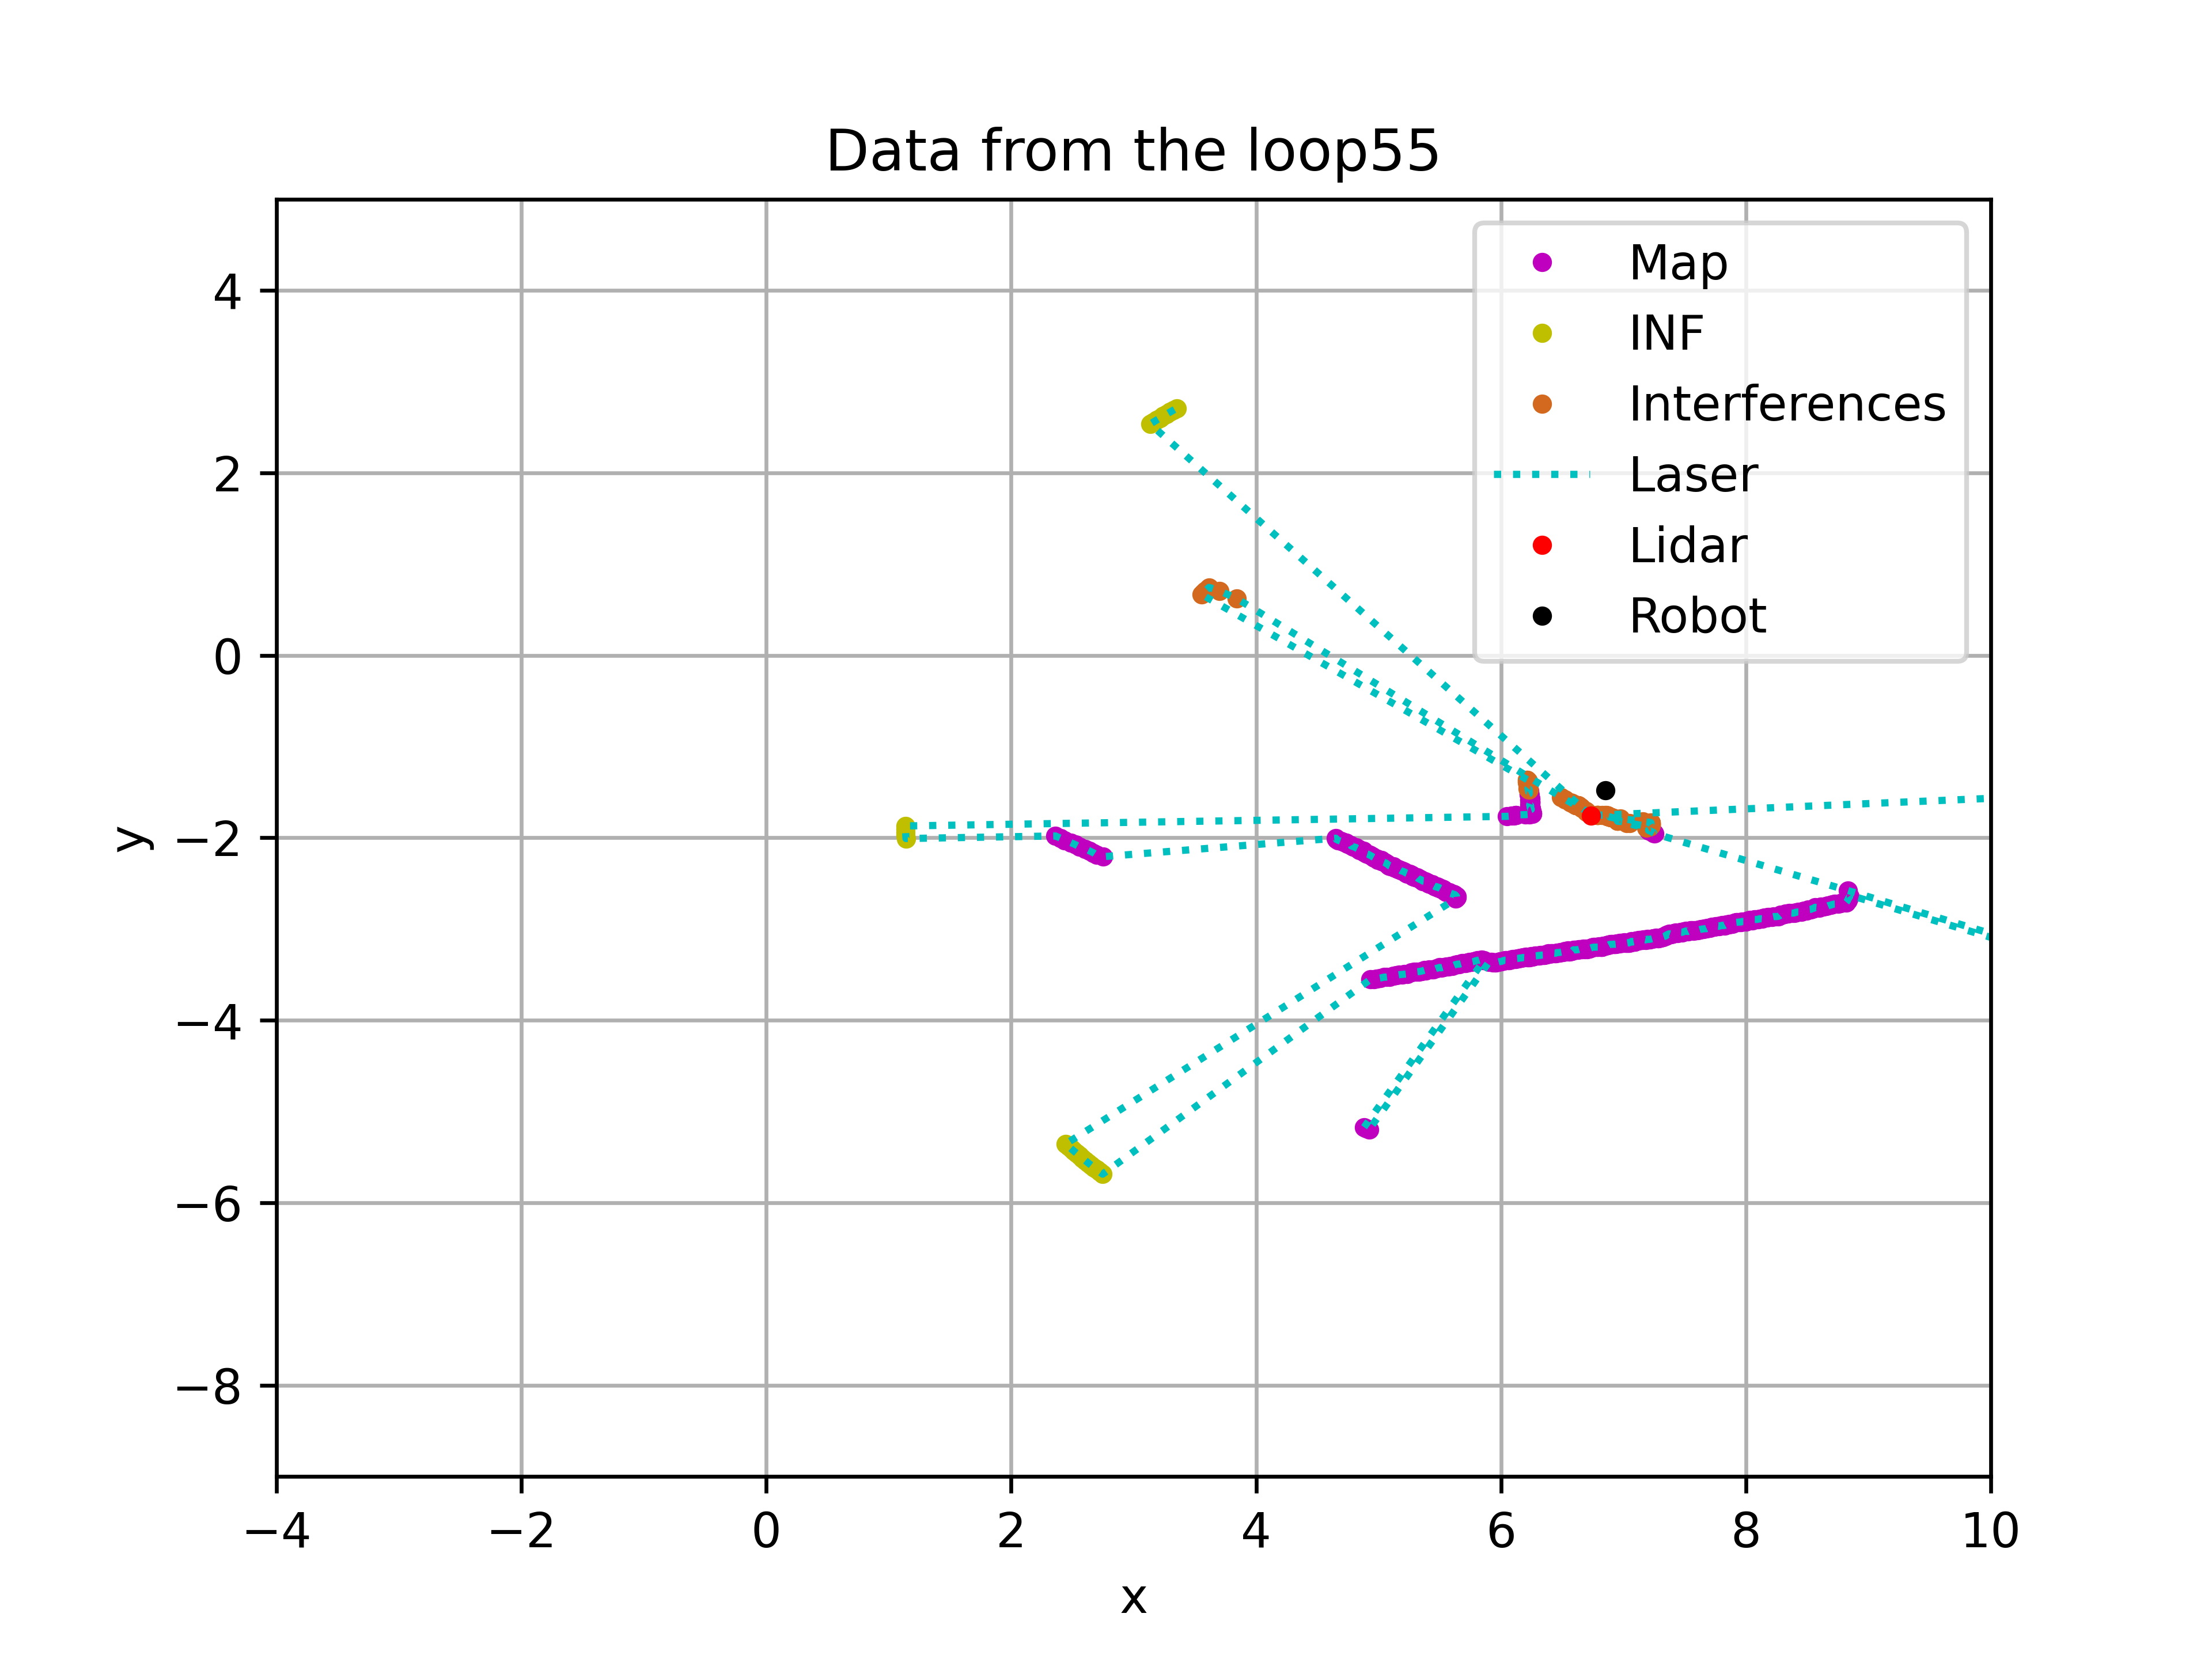 Data from the loop55
Map
INF
Interferences
Laser
Lidar
Robot
4
2
0
−2
−4
−6
−8
y
−4 −2 0 2 4 6 8 10
x